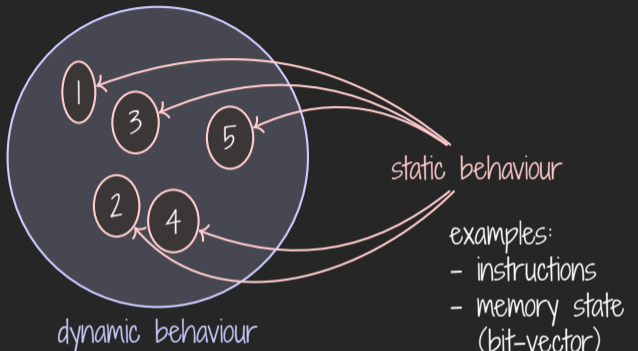 1
3
5
2
4
static behaviour
examples:
- instructions
- memory state
(bit-vector)
dynamic behaviour